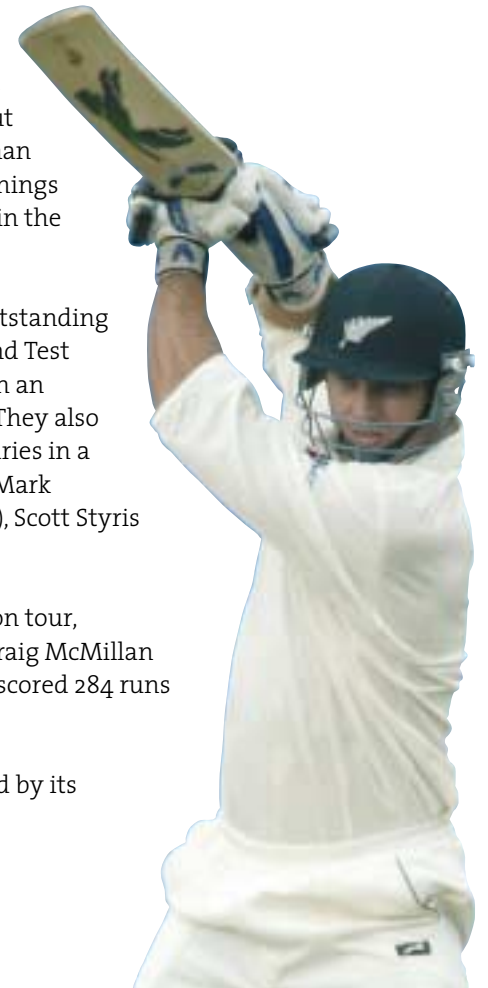 ut
han
nings
in the
tstanding
nd Test
n an
They also
ries in a
Mark
), Scott Styris
on tour,
raig McMillan
scored 284 runs
d by its